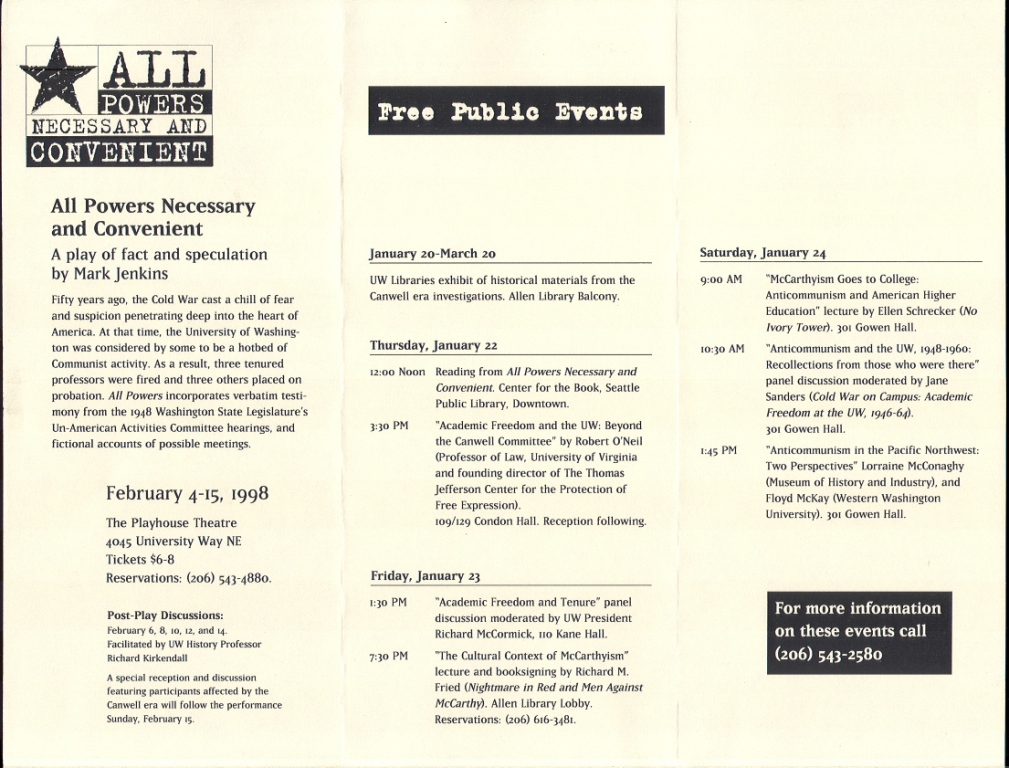 ALL
POWERS
NECESSARY AND
CONVENIENT
All Powers Necessary
and Convenient
A play of fact and speculation
by Mark Jenkins
Fifty years ago, the Cold War cast a chill of fear
and suspicion penetrating deep into the heart of
America. At that time, the University of Washing-
ton was considered by some to be a hotbed of
Communist activity. As a result, three tenured
professors were fired and three others placed on
probation. All Powers incorporates verbatim testi-
mony from the 1948 Washington State Legislature's
Un-American Activities Committee hearings, and
fictional accounts of possible meetings.
February 4-15, 1998
The Playhouse Theatre
4045 University Way NE
Tickets $6-8
Reservations: (206) 543-4880.
Post-Play Discussions:
February 6, 8, 10, 12, and 14.
Facilitated by UW History Professor
Richard Kirkendall
A special reception and discussion
featuring participants affected by the
Canwell era will follow the performance
Sunday, February 15.
Free Public Events
January 20-March 20
UW Libraries exhibit of historical materials from the
Canwell era investigations. Allen Library Balcony.
Thursday, January 22
12:00 Noon Reading from All Powers Necessary and
Convenient. Center for the Book, Seattle
Public Library, Downtown.
3:30 PM "Academic Freedom and the UW: Beyond
the Canwell Committee" by Robert O'Neil
(Professor of Law, University of Virginia
and founding director of The Thomas
Jefferson Center for the Protection of
Free Expression).
109/129 Condon Hall. Reception following.
Friday, January 23
1:30 PM "Academic Freedom and Tenure" panel
discussion moderated by UW President
Richard McCormick, 110 Kane Hall.
7:30 PM "The Cultural Context of McCarthyism"
lecture and booksigning by Richard M.
Fried (Nightmare in Red and Men Against
McCarthy). Allen Library Lobby.
Reservations: (206) 616-3481.
Saturday, January 24
9:00 AM "McCarthyism Goes to College:
Anticommunism and American Higher
Education" lecture by Ellen Schrecker (No
Ivory Tower). 301 Gowen Hall.
10:30 AM "Anticommunism and the UW, 1948-1960:
Recollections from those who were there"
panel discussion moderated by Jane
Sanders (Cold War on Campus: Academic
Freedom at the UW, 1946-64).
301 Gowen Hall.
1:45 PM "Anticommunism in the Pacific Northwest:
Two Perspectives" Lorraine McConaghy
(Museum of History and Industry), and
Floyd McKay (Western Washington
University). 301 Gowen Hall.
For more information
on these events call
(206) 543-2580